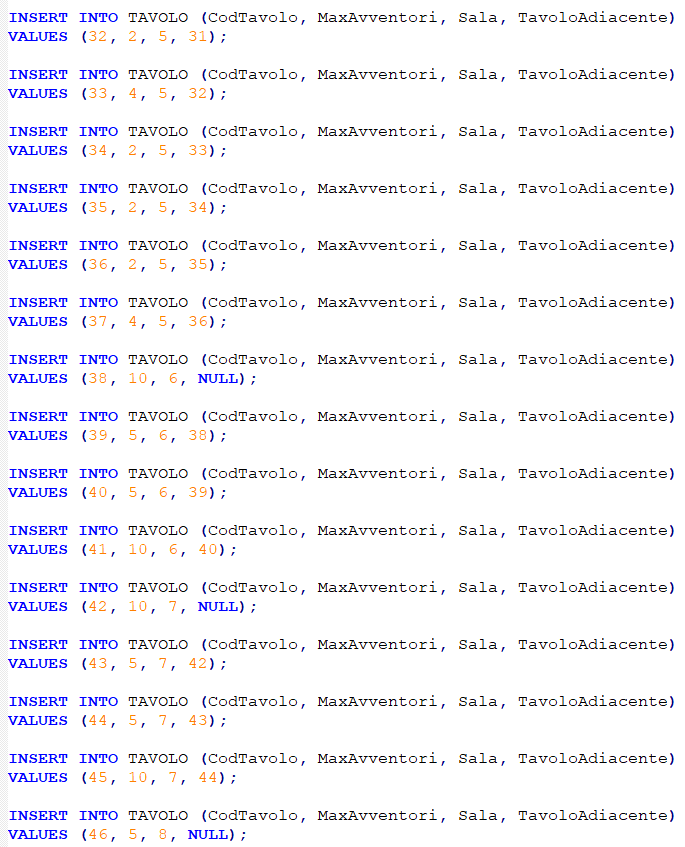 INSERT INTO TAVOLO (CodTavolo, MaxAvventori, Sala, TavoloAdiacente)
VALUES (32, 2, 5, 31);
INSERT INTO TAVOLO (CodTavolo, MaxAvventori, Sala, TavoloAdiacente)
VALUES (33, 4, 5, 32);
INSERT INTO TAVOLO (CodTavolo, MaxAvventori, Sala, TavoloAdiacente)
VALUES (34, 2, 5, 33);
INSERT INTO TAVOLO (CodTavolo, MaxAvventori, Sala, TavoloAdiacente)
VALUES (35, 2, 5, 34);
INSERT INTO TAVOLO (CodTavolo, MaxAvventori, Sala, TavoloAdiacente)
VALUES (36, 2, 5, 35);
INSERT INTO TAVOLO (CodTavolo, MaxAvventori, Sala, TavoloAdiacente)
VALUES (37, 4, 5, 36);
INSERT INTO TAVOLO (CodTavolo, MaxAvventori, Sala, TavoloAdiacente)
VALUES (38, 10, 6, NULL);
INSERT INTO TAVOLO (CodTavolo, MaxAvventori, Sala, TavoloAdiacente)
VALUES (39, 5, 6, 38);
INSERT INTO TAVOLO (CodTavolo, MaxAvventori, Sala, TavoloAdiacente)
VALUES (40, 5, 6, 39);
INSERT INTO TAVOLO (CodTavolo, MaxAvventori, Sala, TavoloAdiacente)
VALUES (41, 10, 6, 40);
INSERT INTO TAVOLO (CodTavolo, MaxAvventori, Sala, TavoloAdiacente)
VALUES (42, 10, 7, NULL);
INSERT INTO TAVOLO (CodTavolo, MaxAvventori, Sala, TavoloAdiacente)
VALUES (43, 5, 7, 42);
INSERT INTO TAVOLO (CodTavolo, MaxAvventori, Sala, TavoloAdiacente)
VALUES (44, 5, 7, 43);
INSERT INTO TAVOLO (CodTavolo, MaxAvventori, Sala, TavoloAdiacente)
VALUES (45, 10, 7, 44);
INSERT INTO TAVOLO (CodTavolo, MaxAvventori, Sala, TavoloAdiacente)
VALUES (46, 5, 8, NULL);